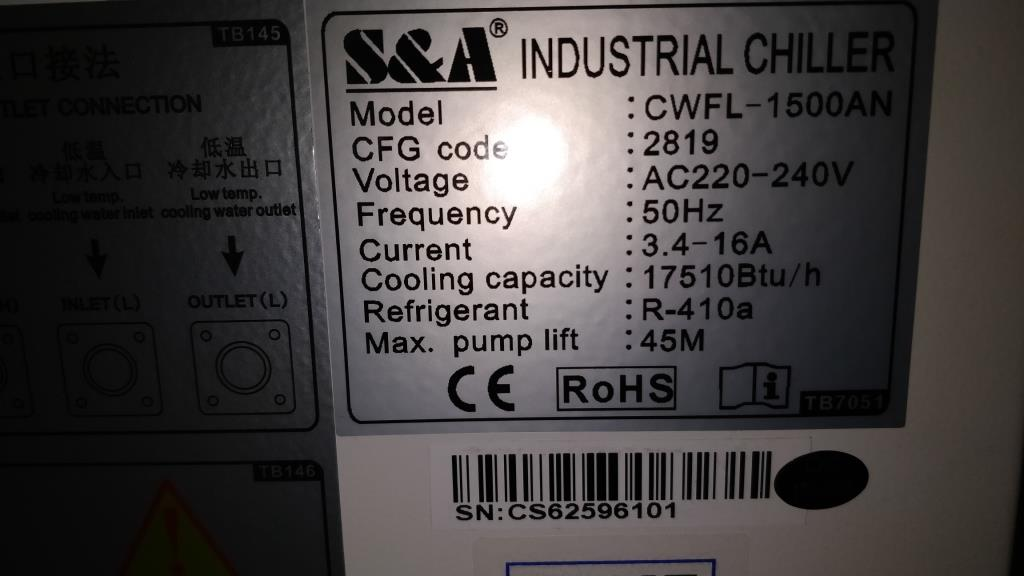 TB145
口接法
TLET CONNECTION
低温 低温
冷却水入口 冷却水出口
Low temp. Low temp.
cooling water inlet cooling water outlet
INLET(L) OUTLET(L)
TB146
S&A® INDUSTRIAL CHILLER
Model : CWFL-1500AN
CFG code : 2819
Voltage : AC220-240V
Frequency : 50Hz
Current : 3.4-16A
Cooling capacity : 17510Btu/h
Refrigerant : R-410a
Max. pump lift : 45M
CE RoHS i
TB7051
SN:CS62596101